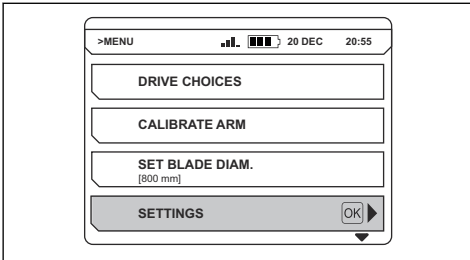 >MENU 20 DEC 20:55
DRIVE CHOICES
CALIBRATE ARM
SET BLADE DIAM.
[800 mm]
SETTINGS OK